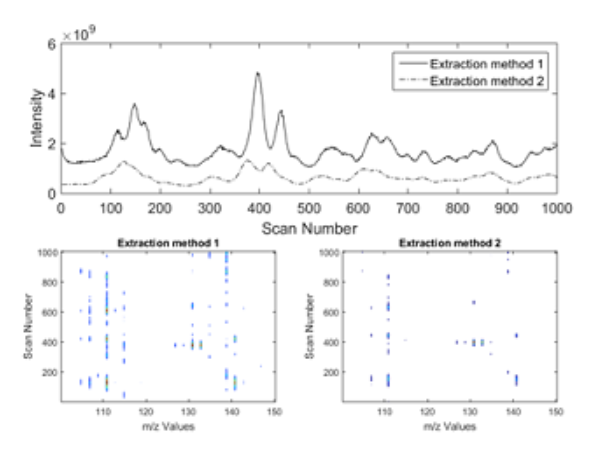 ×10⁹
6
4
2
0
Intensity
Extraction method 1
Extraction method 2
0 100 200 300 400 500 600 700 800 900 1000
Scan Number
Extraction method 1
1000
800
600
400
200
Scan Number
110 120 130 140 150
m/z Values
Extraction method 2
1000
800
600
400
200
Scan Number
110 120 130 140 150
m/z Values